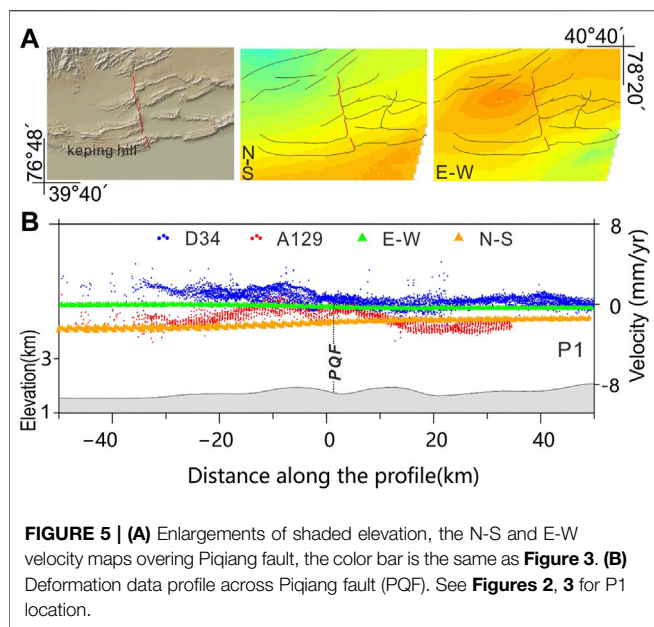 A
40°40´
78°20´
76°48´
39°40´
keping hill
N-S
E-W
B
D34 A129 E-W N-S
8
0
-8
Velocity (mm/yr)
3
1
Elevation(km)
PQF
P1
−40 −20 0 20 40
Distance along the profile(km)
FIGURE 5 | (A) Enlargements of shaded elevation, the N-S and E-W
velocity maps overing Piqiang fault, the color bar is the same as Figure 3. (B)
Deformation data profile across Piqiang fault (PQF). See Figures 2, 3 for P1
location.